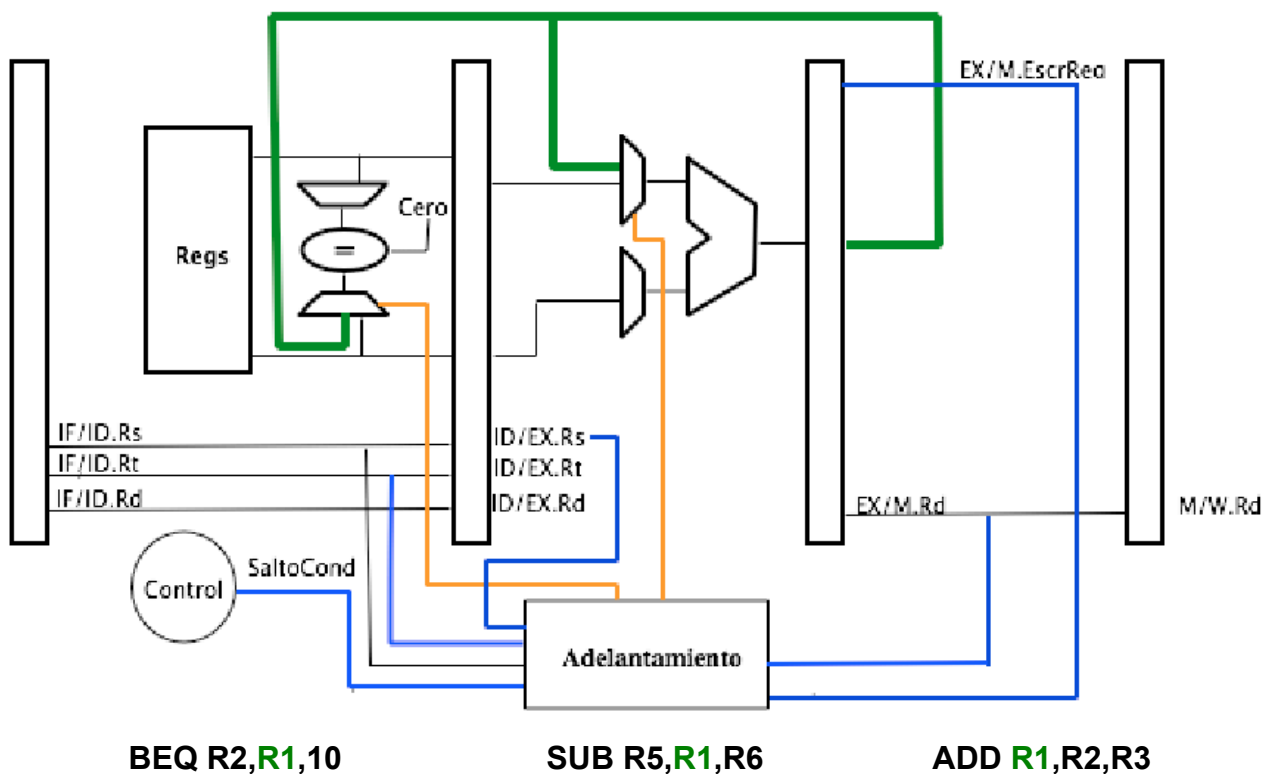 EX/M.EscrReg
Cero
=
Regs
IF/ID.Rs
ID/EX.Rs
IF/ID.Rt
ID/EX.Rt
IF/ID.Rd
ID/EX.Rd
EX/M.Rd
M/W.Rd
SaltoCond
Control
Adelantamiento
BEQ R2,R1,10
SUB R5,R1,R6
ADD R1,R2,R3